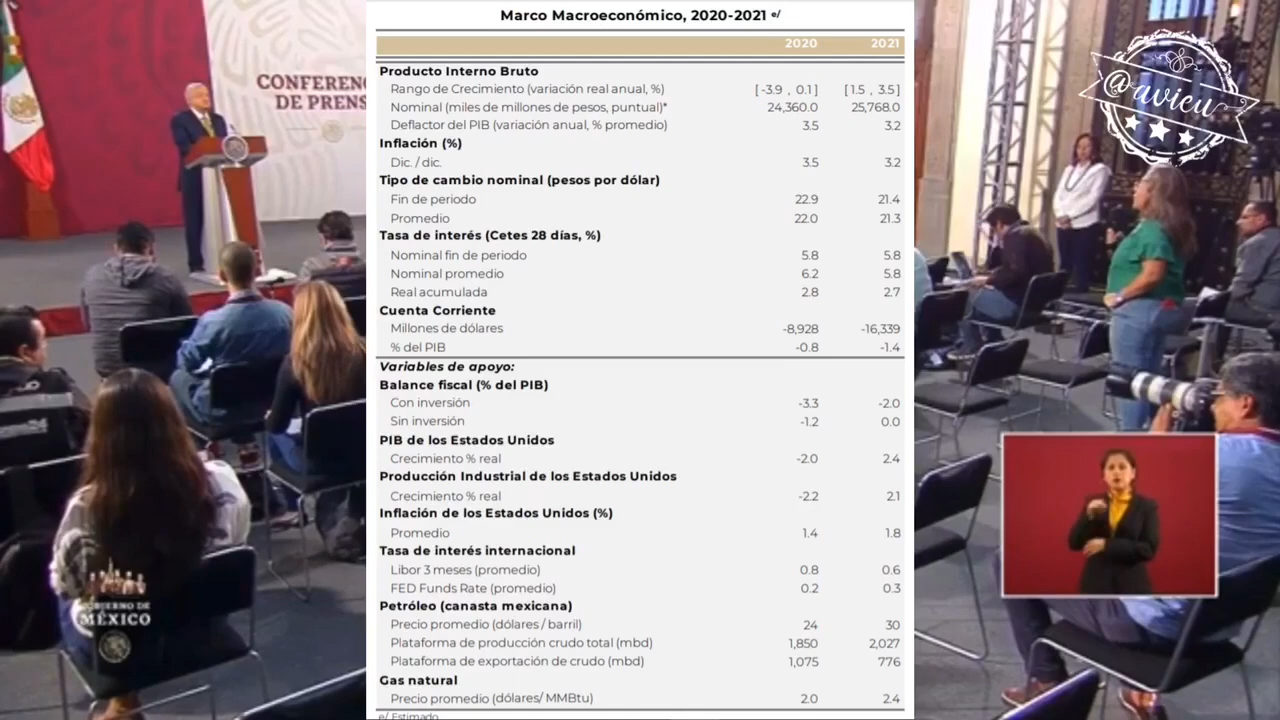 CONFERENC
DE PRENS
GOBIERNO DE
MÉXICO
Marco Macroeconómico, 2020-2021 e/
2020 2021
Producto Interno Bruto
Rango de Crecimiento (variación real anual, %) [ -3.9 , 0.1 ] [ 1.5 , 3.5 ]
Nominal (miles de millones de pesos, puntual)* 24,360.0 25,768.0
Deflactor del PIB (variación anual, % promedio) 3.5 3.2
Inflación (%)
Dic. / dic. 3.5 3.2
Tipo de cambio nominal (pesos por dólar)
Fin de periodo 22.9 21.4
Promedio 22.0 21.3
Tasa de interés (Cetes 28 días, %)
Nominal fin de periodo 5.8 5.8
Nominal promedio 6.2 5.8
Real acumulada 2.8 2.7
Cuenta Corriente
Millones de dólares -8,928 -16,339
% del PIB -0.8 -1.4
Variables de apoyo:
Balance fiscal (% del PIB)
Con inversión -3.3 -2.0
Sin inversión -1.2 0.0
PIB de los Estados Unidos
Crecimiento % real -2.0 2.4
Producción Industrial de los Estados Unidos
Crecimiento % real -2.2 2.1
Inflación de los Estados Unidos (%)
Promedio 1.4 1.8
Tasa de interés internacional
Libor 3 meses (promedio) 0.8 0.6
FED Funds Rate (promedio) 0.2 0.3
Petróleo (canasta mexicana)
Precio promedio (dólares / barril) 24 30
Plataforma de producción crudo total (mbd) 1,850 2,027
Plataforma de exportación de crudo (mbd) 1,075 776
Gas natural
Precio promedio (dólares/ MMBtu) 2.0 2.4
e/ Estimado
@avieu